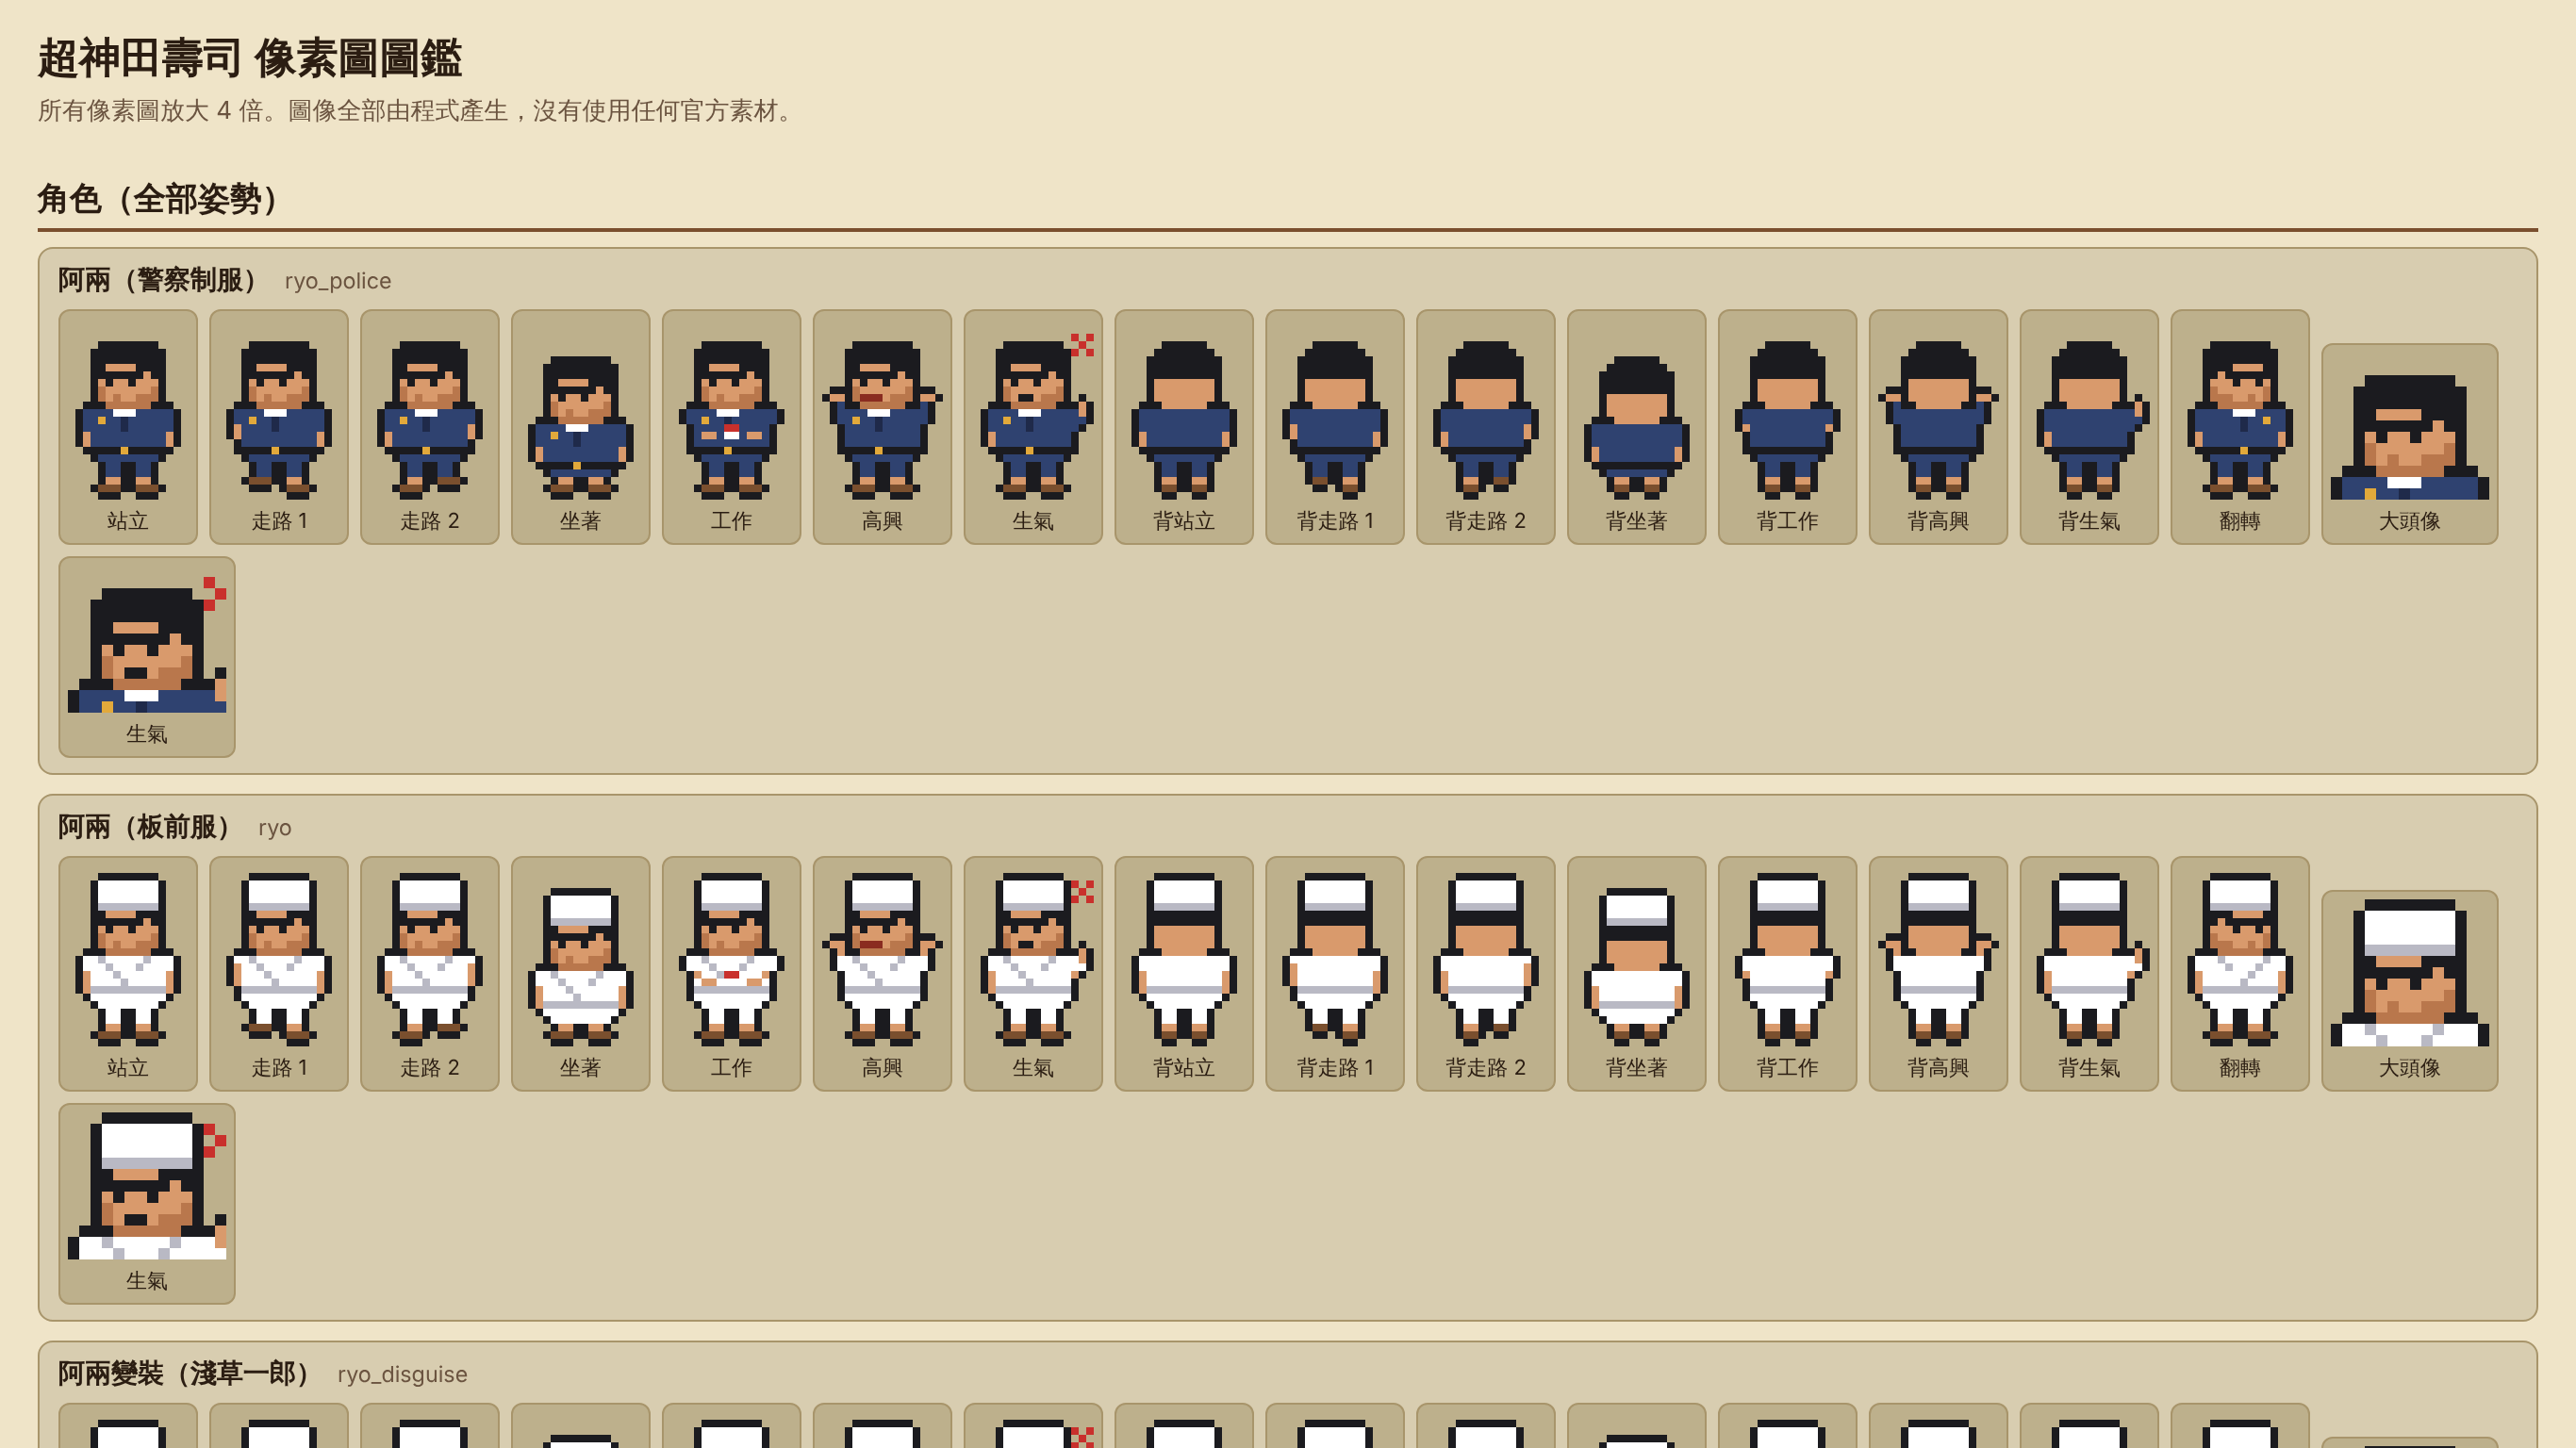 超神田壽司 像素圖圖鑑
所有像素圖放大 4 倍。圖像全部由程式產生，沒有使用任何官方素材。
角色（全部姿勢）
阿兩（警察制服） ryo_police
站立 走路 1 走路 2 坐著 工作 高興 生氣 背站立 背走路 1 背走路 2 背坐著 背工作 背高興 背生氣 翻轉 大頭像
生氣
阿兩（板前服） ryo
站立 走路 1 走路 2 坐著 工作 高興 生氣 背站立 背走路 1 背走路 2 背坐著 背工作 背高興 背生氣 翻轉 大頭像
生氣
阿兩變裝（淺草一郎） ryo_disguise